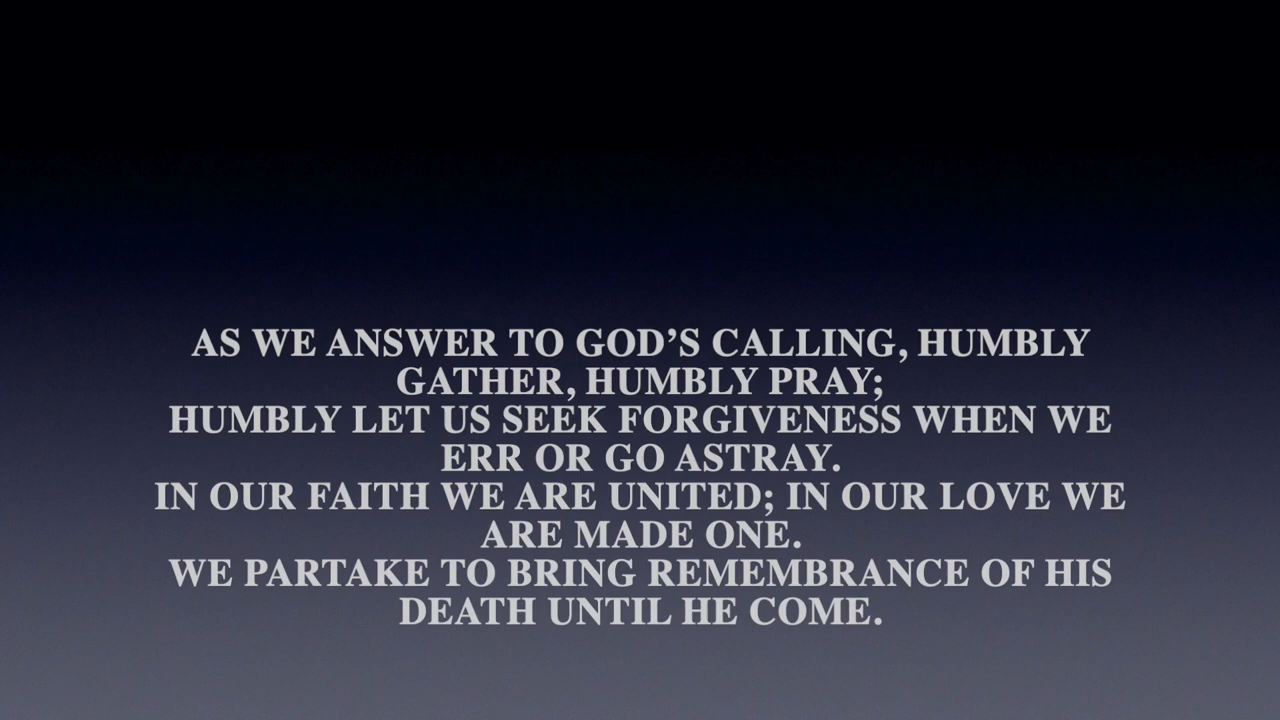 AS WE ANSWER TO GOD’S CALLING, HUMBLY
GATHER, HUMBLY PRAY;
HUMBLY LET US SEEK FORGIVENESS WHEN WE
ERR OR GO ASTRAY.
IN OUR FAITH WE ARE UNITED; IN OUR LOVE WE
ARE MADE ONE.
WE PARTAKE TO BRING REMEMBRANCE OF HIS
DEATH UNTIL HE COME.